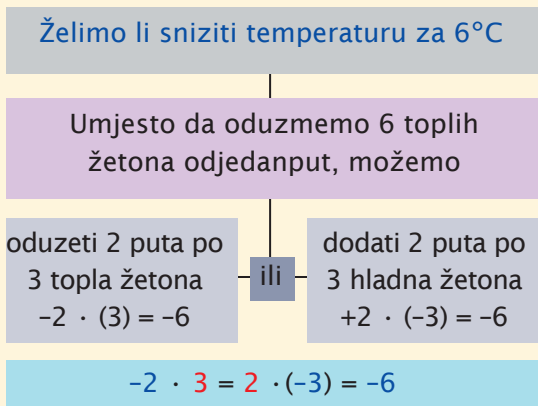 Želimo li sniziti temperaturu za 6°C
Umjesto da oduzmemo 6 toplih
žetona odjedanput, možemo
oduzeti 2 puta po
3 topla žetona
–2 · (3) = –6
ili
dodati 2 puta po
3 hladna žetona
+2 · (–3) = –6
–2 · 3 = 2 ·(–3) = –6